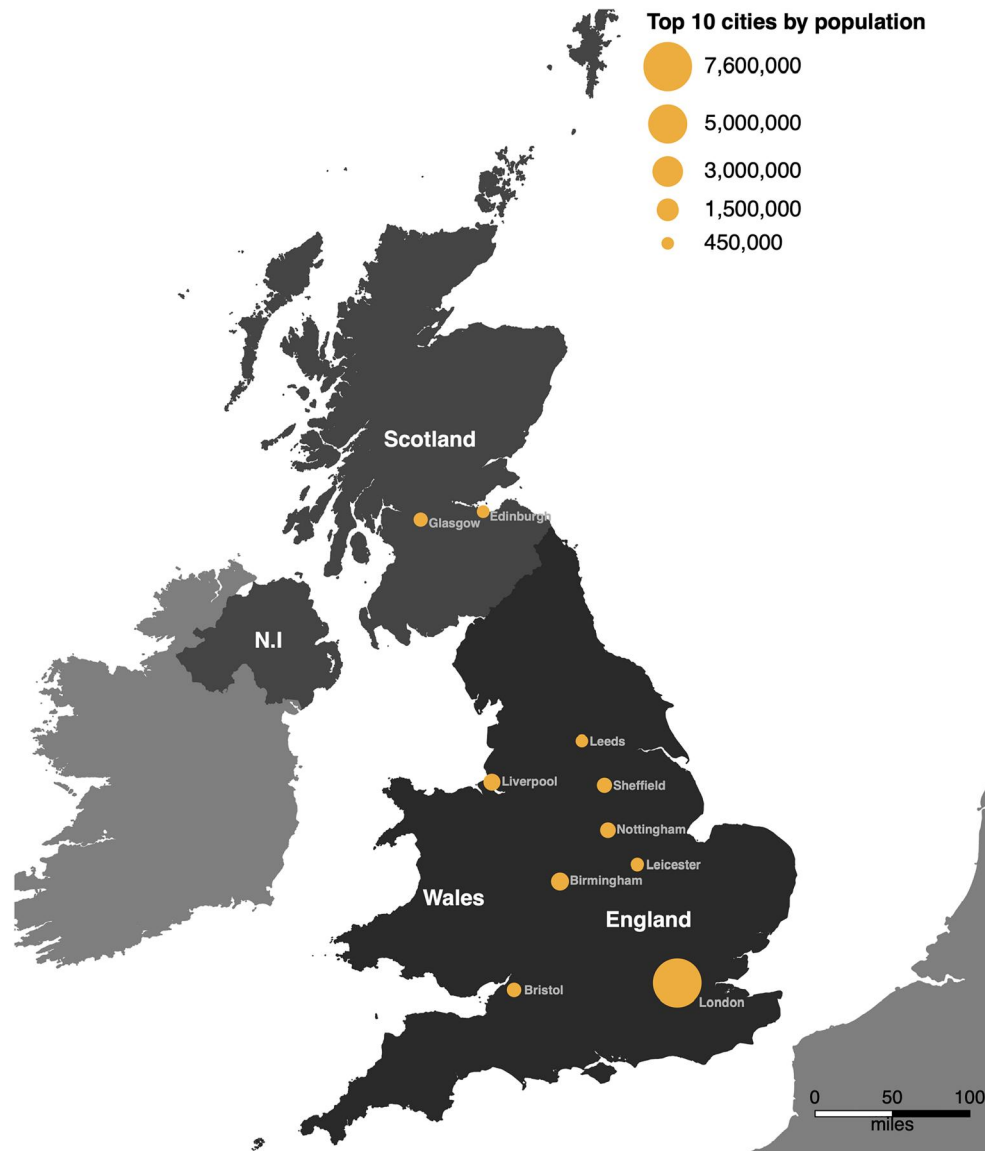 Top 10 cities by population
7,600,000
5,000,000
3,000,000
1,500,000
450,000
Scotland
Edinburgh
Glasgow
N.I
Leeds
Liverpool
Sheffield
Nottingham
Leicester
Birmingham
Wales
England
Bristol
London
0 50 100
miles